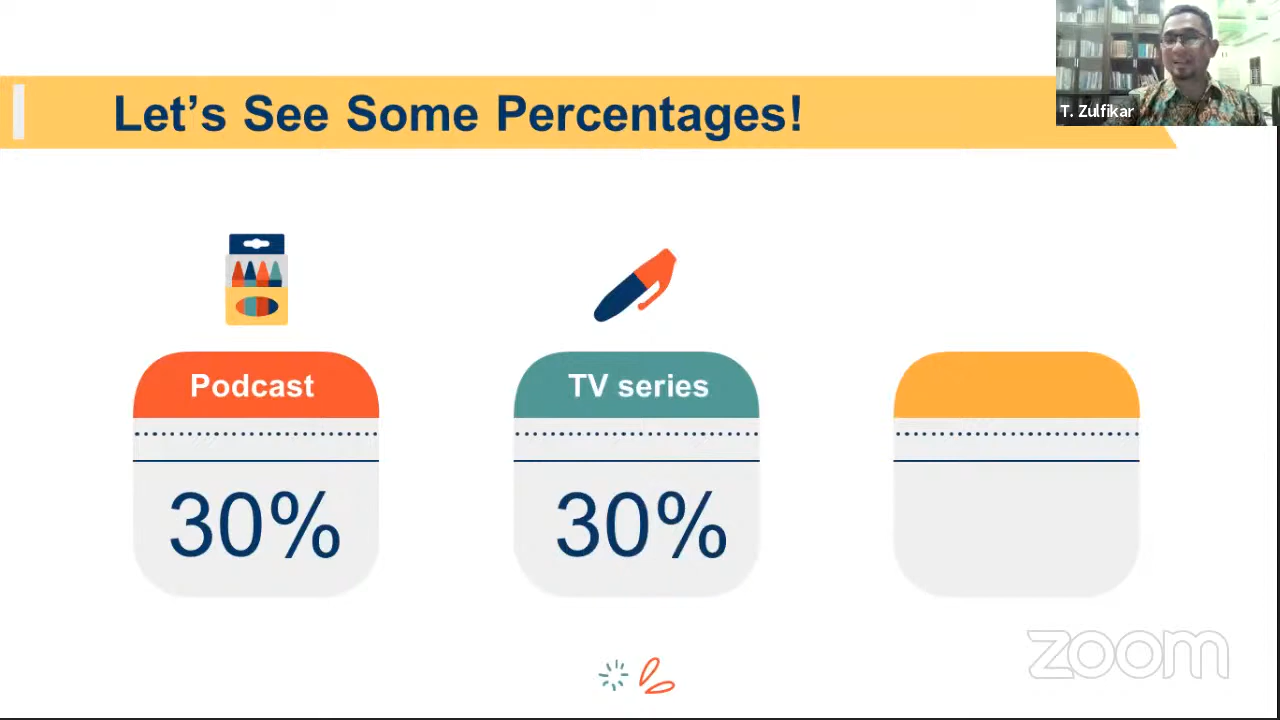 Let’s See Some Percentages!
T. Zulfikar
Podcast
TV series
30%
30%
zoom